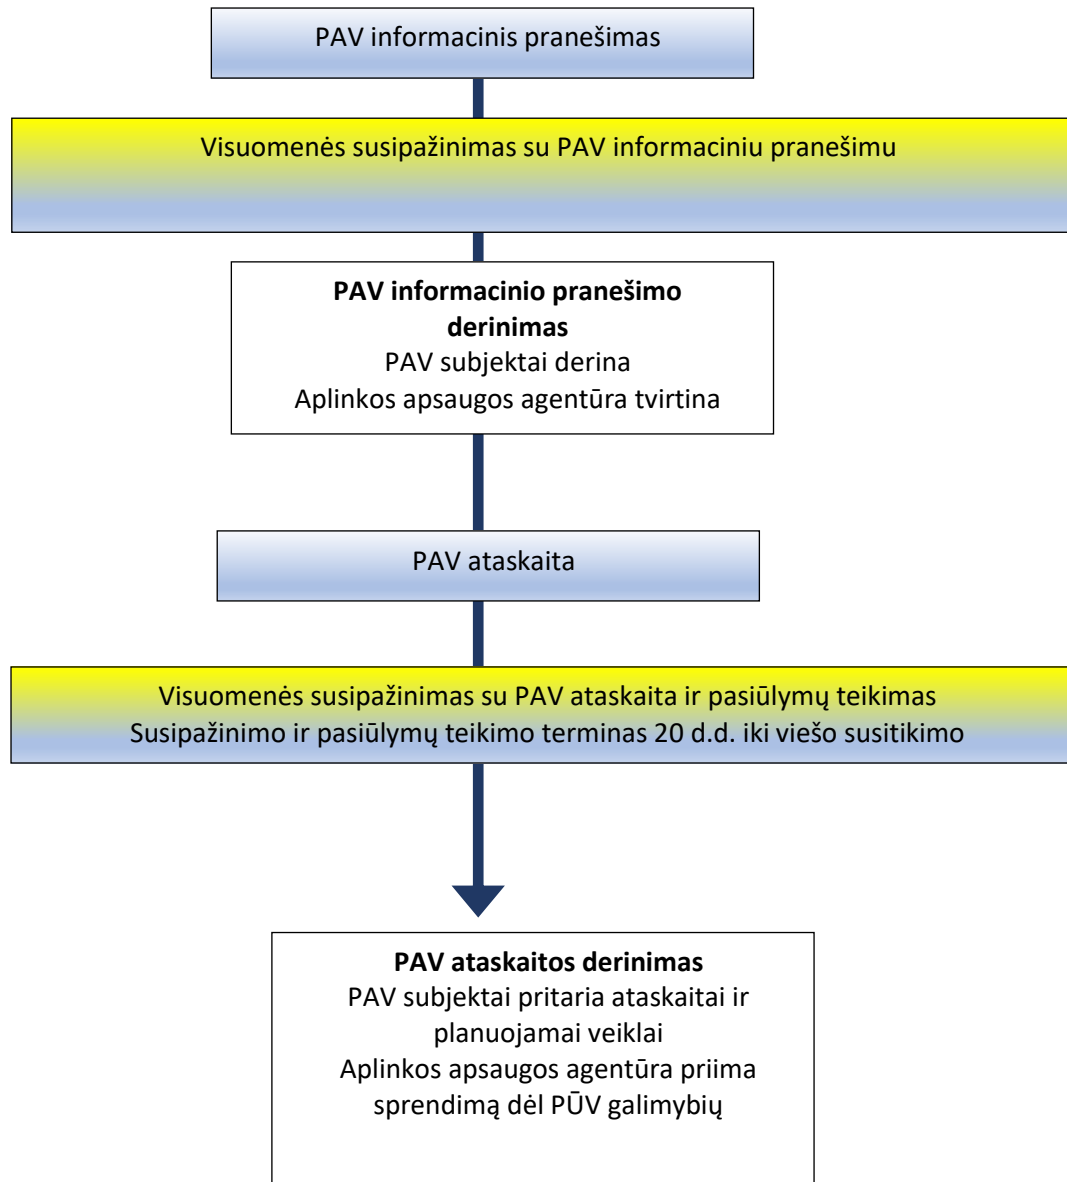 PAV informacinis pranešimas
Visuomenės susipažinimas su PAV informaciniu pranešimu
PAV informacinio pranešimo
derinimas
PAV subjektai derina
Aplinkos apsaugos agentūra tvirtina
PAV ataskaita
Visuomenės susipažinimas su PAV ataskaita ir pasiūlymų teikimas
Susipažinimo ir pasiūlymų teikimo terminas 20 d.d. iki viešo susitikimo
PAV ataskaitos derinimas
PAV subjektai pritaria ataskaitai ir
planuojamai veiklai
Aplinkos apsaugos agentūra priima
sprendimą dėl PŪV galimybių